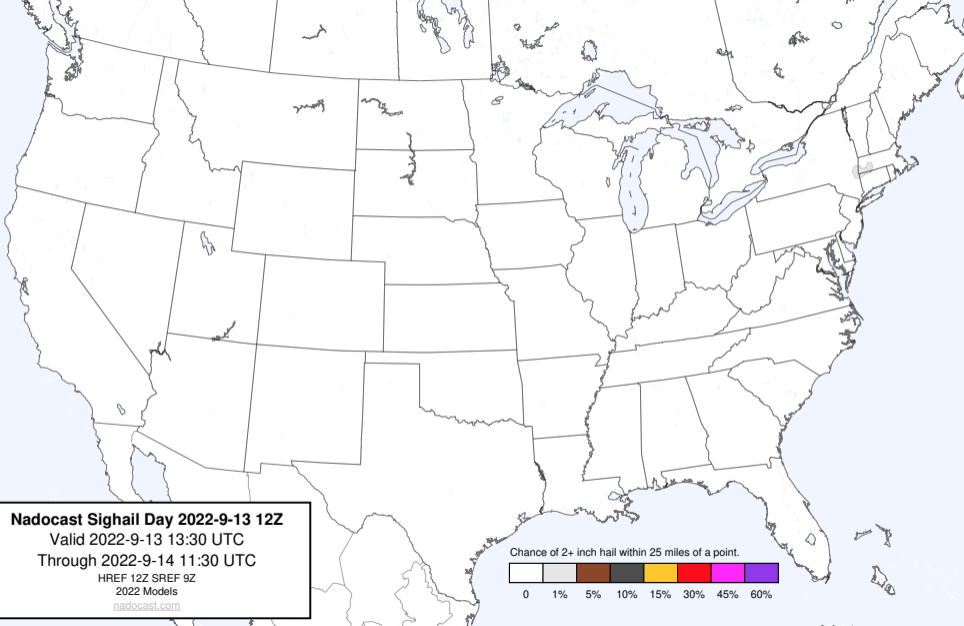 Nadocast Sighail Day 2022-9-13 12Z
Valid 2022-9-13 13:30 UTC
Through 2022-9-14 11:30 UTC
HREF 12Z SREF 9Z
2022 Models
nadocast.com
Chance of 2+ inch hail within 25 miles of a point.
0 1% 5% 10% 15% 30% 45% 60%